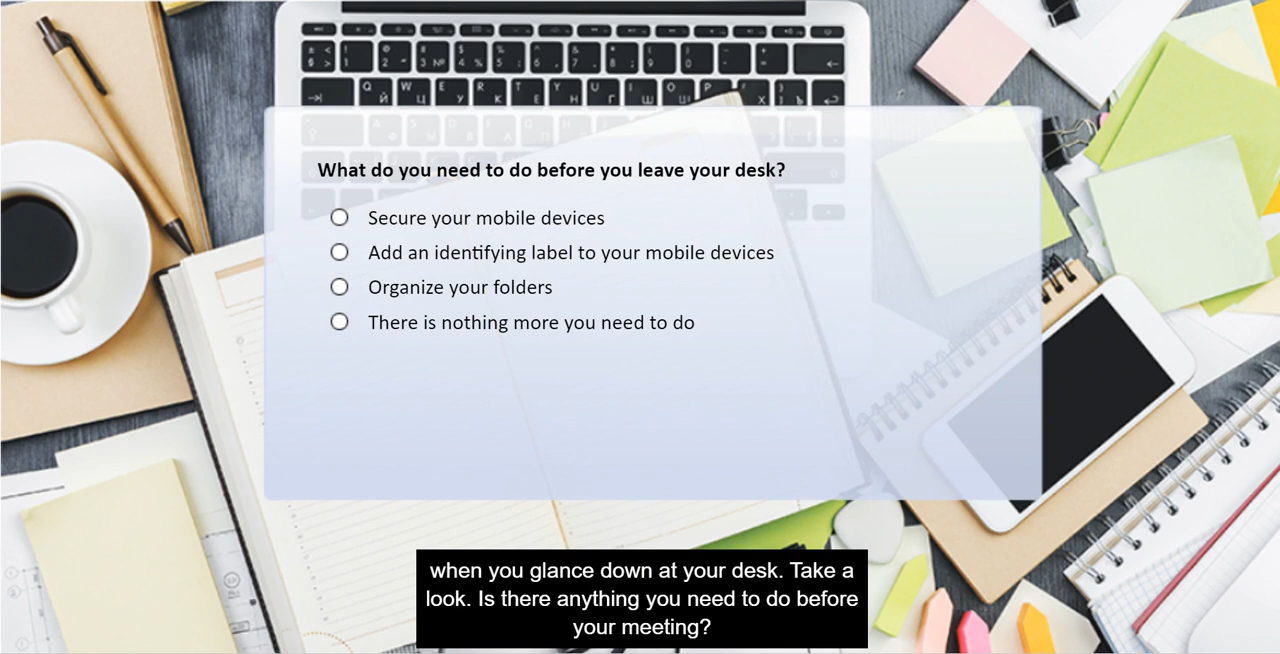 What do you need to do before you leave your desk?
Secure your mobile devices
Add an identifying label to your mobile devices
Organize your folders
There is nothing more you need to do
when you glance down at your desk. Take a
look. Is there anything you need to do before
your meeting?